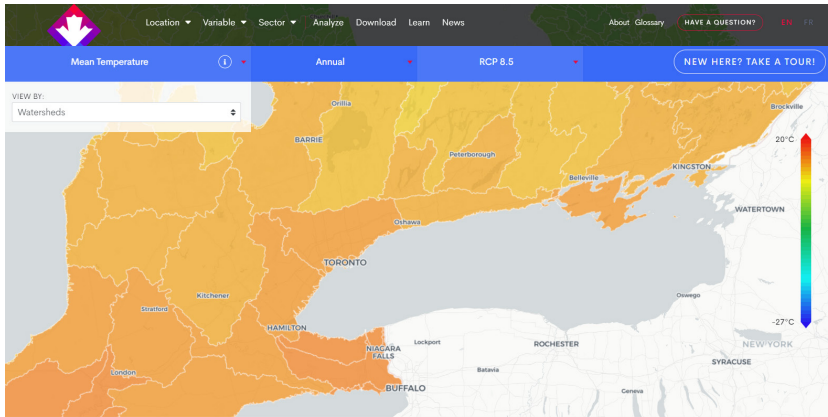 Location Variable Sector Analyze Download Learn News About Glossary HAVE A QUESTION? EN FR
Mean Temperature i Annual RCP 8.5 NEW HERE? TAKE A TOUR!
VIEW BY:
Watersheds
Orillia
Brockville
BARRIE
20°C
Peterborough
KINGSTON
Belleville
WATERTOWN
Oshawa
TORONTO
Kitchener
Oswego
Stratford
-27°C
HAMILTON
Lockport
ROCHESTER
NEW YORK
NIAGARA
FALLS
SYRACUSE
London
Batavia
BUFFALO
Geneva